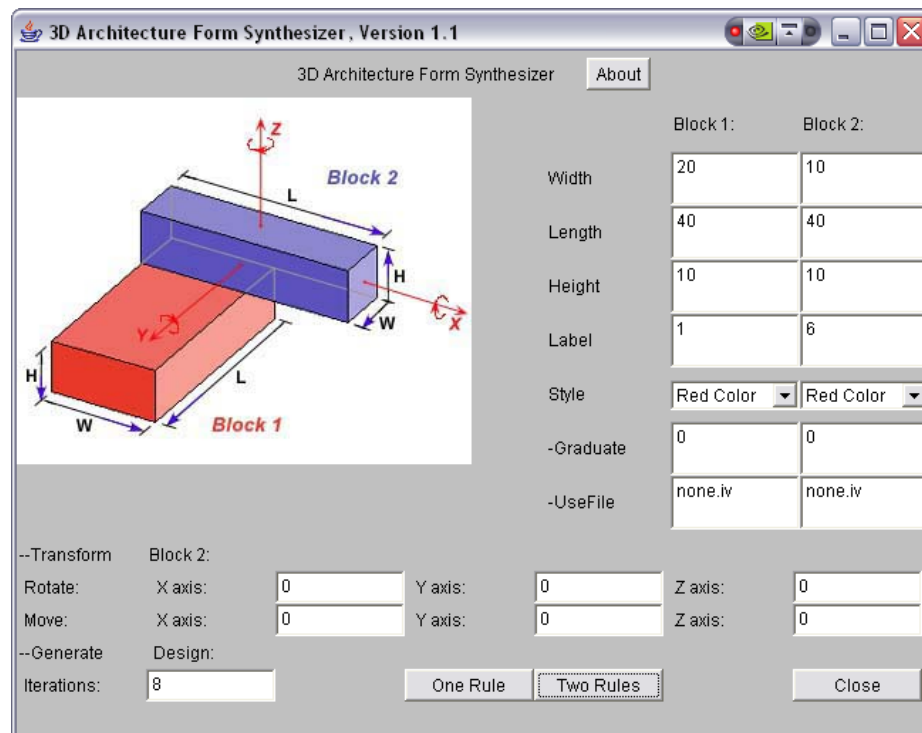 3D Architecture Form Synthesizer, Version 1.1
3D Architecture Form Synthesizer About
Block 1: Block 2:
Width 20 10
Length 40 40
Height 10 10
Label 1 6
Style Red Color Red Color
-Graduate 0 0
-UseFile none.iv none.iv
Z
Block 2
L
H
W
X
Y
H
L
W
Block 1
--Transform Block 2:
Rotate: X axis: 0 Y axis: 0 Z axis: 0
Move: X axis: 0 Y axis: 0 Z axis: 0
--Generate Design:
Iterations: 8 One Rule Two Rules Close